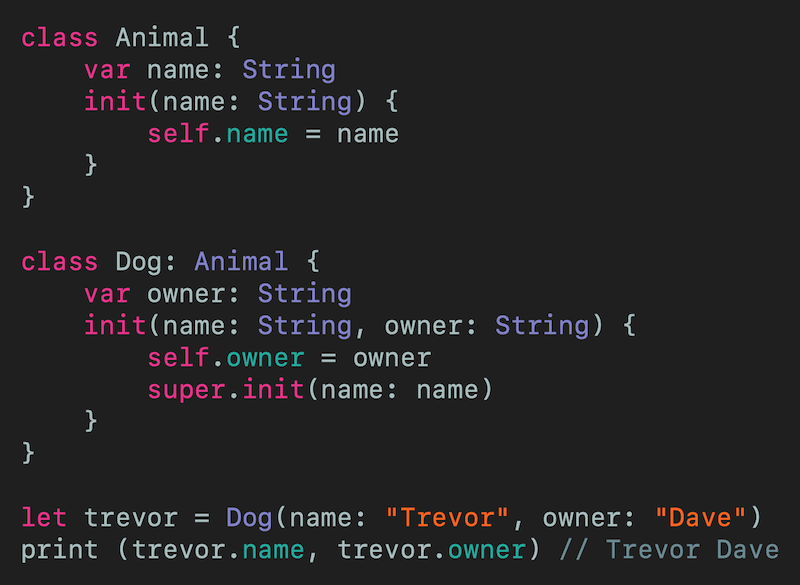 class Animal {
    var name: String
    init(name: String) {
        self.name = name
    }
}

class Dog: Animal {
    var owner: String
    init(name: String, owner: String) {
        self.owner = owner
        super.init(name: name)
    }
}

let trevor = Dog(name: "Trevor", owner: "Dave")
print (trevor.name, trevor.owner) // Trevor Dave